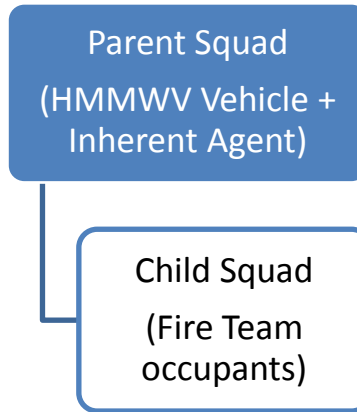 Parent Squad
(HMMWV Vehicle +
Inherent Agent)
Child Squad
(Fire Team
occupants)